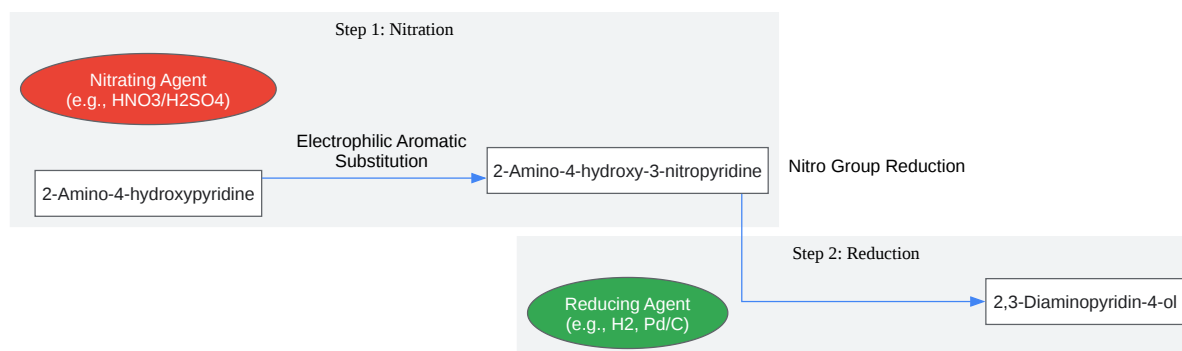 Step 1: Nitration
Nitrating Agent
(e.g., HNO3/H2SO4)
Electrophilic Aromatic
Substitution
2-Amino-4-hydroxypyridine
2-Amino-4-hydroxy-3-nitropyridine
Nitro Group Reduction
Step 2: Reduction
Reducing Agent
(e.g., H2, Pd/C)
2,3-Diaminopyridin-4-ol